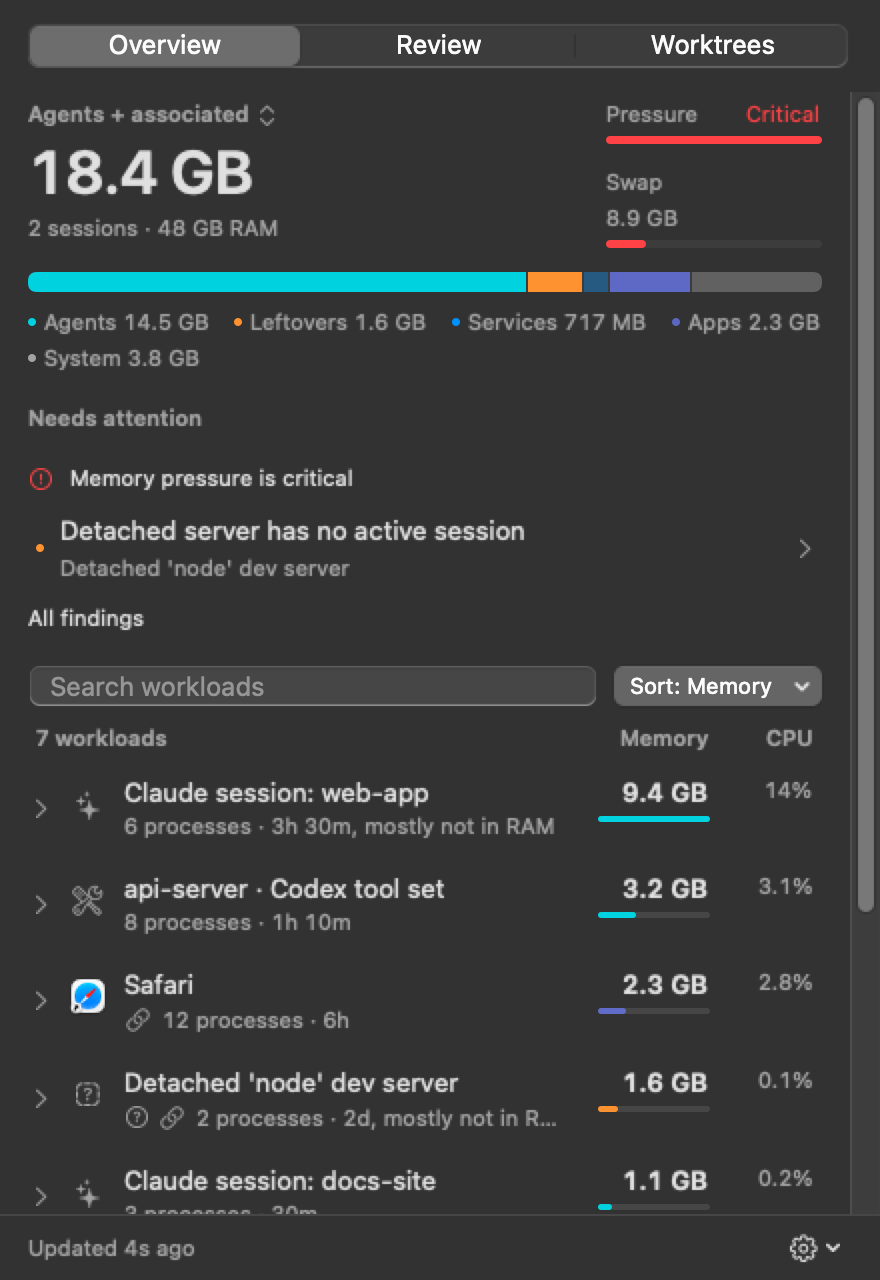 Overview Review Worktrees
Agents + associated Pressure Critical
18.4 GB
Swap
2 sessions · 48 GB RAM 8.9 GB
Agents 14.5 GB Leftovers 1.6 GB Services 717 MB Apps 2.3 GB
System 3.8 GB
Needs attention
Memory pressure is critical
Detached server has no active session
Detached 'node' dev server
All findings
Search workloads Sort: Memory
7 workloads Memory CPU
Claude session: web-app 9.4 GB 14%
6 processes · 3h 30m, mostly not in RAM
api-server · Codex tool set 3.2 GB 3.1%
8 processes · 1h 10m
Safari 2.3 GB 2.8%
12 processes · 6h
Detached 'node' dev server 1.6 GB 0.1%
2 processes · 2d, mostly not in R...
Claude session: docs-site 1.1 GB 0.2%
3 processes · 30m
Updated 4s ago